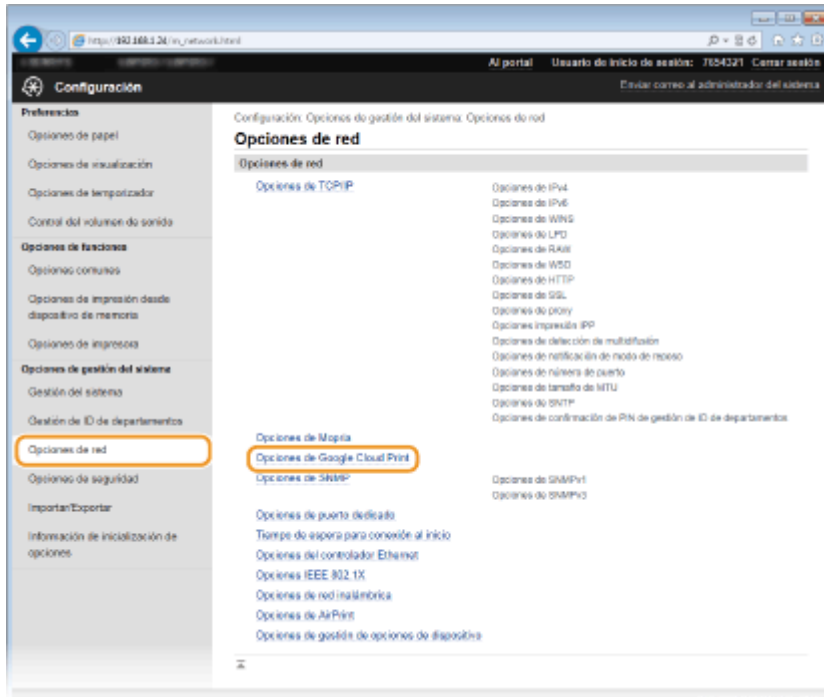 http://192.168.1.24/m_network.html
Al portal Usuario de inicio de sesión: 7654321 Cerrar sesión
Configuración
Enviar correo al administrador del sistema
Preferencias
Opciones de papel
Opciones de visualización
Opciones de temporizador
Control del volumen de sonido
Opciones de funciones
Opciones comunes
Opciones de impresión desde
dispositivo de memoria
Opciones de impresora
Opciones de gestión del sistema
Gestión del sistema
Gestión de ID de departamentos
Opciones de red
Opciones de seguridad
Importar/Exportar
Información de inicialización de
opciones
Configuración: Opciones de gestión del sistema: Opciones de red
Opciones de red
Opciones de red
Opciones de TCP/IP
Opciones de IPv4
Opciones de IPv6
Opciones de WINS
Opciones de LPD
Opciones de RAW
Opciones de WSD
Opciones de HTTP
Opciones de SSL
Opciones de proxy
Opciones impresión IPP
Opciones de detección de multidifusión
Opciones de notificación de modo de reposo
Opciones de número de puerto
Opciones de tamaño de MTU
Opciones de SNTP
Opciones de confirmación de PIN de gestión de ID de departamentos
Opciones de Mopria
Opciones de Google Cloud Print
Opciones de SNMP
Opciones de SNMPv1
Opciones de SNMPv3
Opciones de puerto dedicado
Tiempo de espera para conexión al inicio
Opciones del controlador Ethernet
Opciones IEEE 802.1X
Opciones de red inalámbrica
Opciones de AirPrint
Opciones de gestión de opciones de dispositivo